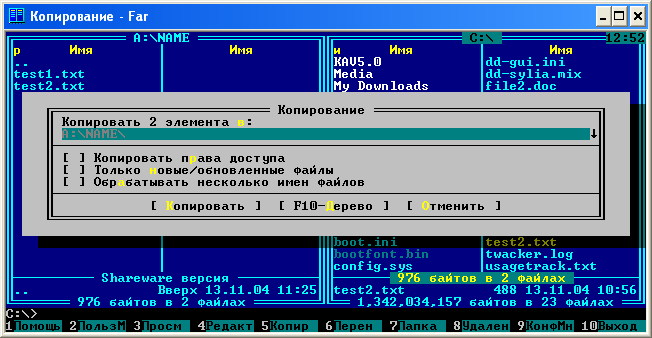 Копирование - Far
A:\NAME C:\ 12:52
р Имя Имя и Имя Имя
.. KAV5.0 dd-gui.ini
test1.txt Media dd-sylia.mix
test2.txt My Downloads file2.doc
Копирование
Копировать 2 элемента в:
A:\NAME\
[ ] Копировать права доступа
[ ] Только новые/обновленные файлы
[ ] Обрабатывать несколько имен файлов
[ Копировать ] [ F10-Дерево ] [ Отменить ]
boot.ini test2.txt
bootfont.bin twacker.log
config.sys usagetrack.txt
Shareware версия 976 байтов в 2 файлах
.. Вверх 13.11.04 11:25 test2.txt 488 13.11.04 10:56
976 байтов в 2 файлах 1,342,034,157 байтов в 23 файлах
C:\>
1Помощь 2ПользМ 3Просм 4Редакт 5Копир 6Перен 7Папка 8Удален 9КонфМн 10Выход